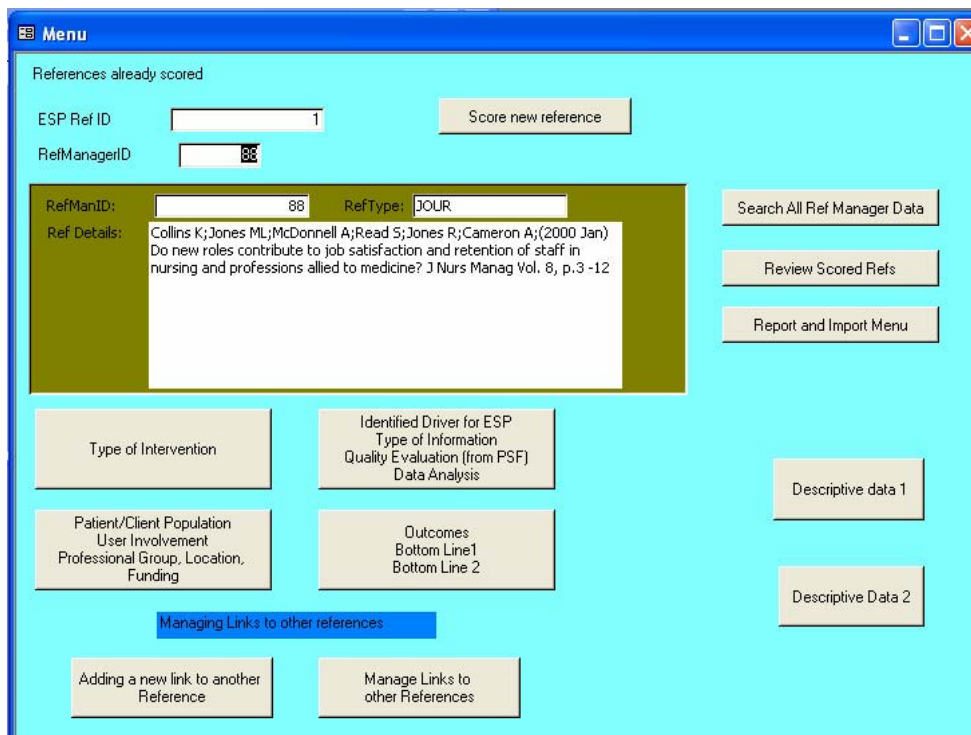 Menu
References already scored
ESP Ref ID
1
Score new reference
RefManagerID
88
RefManID:
88
RefType:
JOUR
Ref Details:
Collins K;Jones ML;McDonnell A;Read S;Jones R;Cameron A;(2000 Jan)
Do new roles contribute to job satisfaction and retention of staff in
nursing and professions allied to medicine? J Nurs Manag Vol. 8, p.3 -12
Search All Ref Manager Data
Review Scored Refs
Report and Import Menu
Type of Intervention
Identified Driver for ESP
Type of Information
Quality Evaluation (from PSF)
Data Analysis
Descriptive data 1
Patient/Client Population
User Involvement
Professional Group, Location,
Funding
Outcomes
Bottom Line1
Bottom Line 2
Descriptive Data 2
Managing Links to other references
Adding a new link to another
Reference
Manage Links to
other References